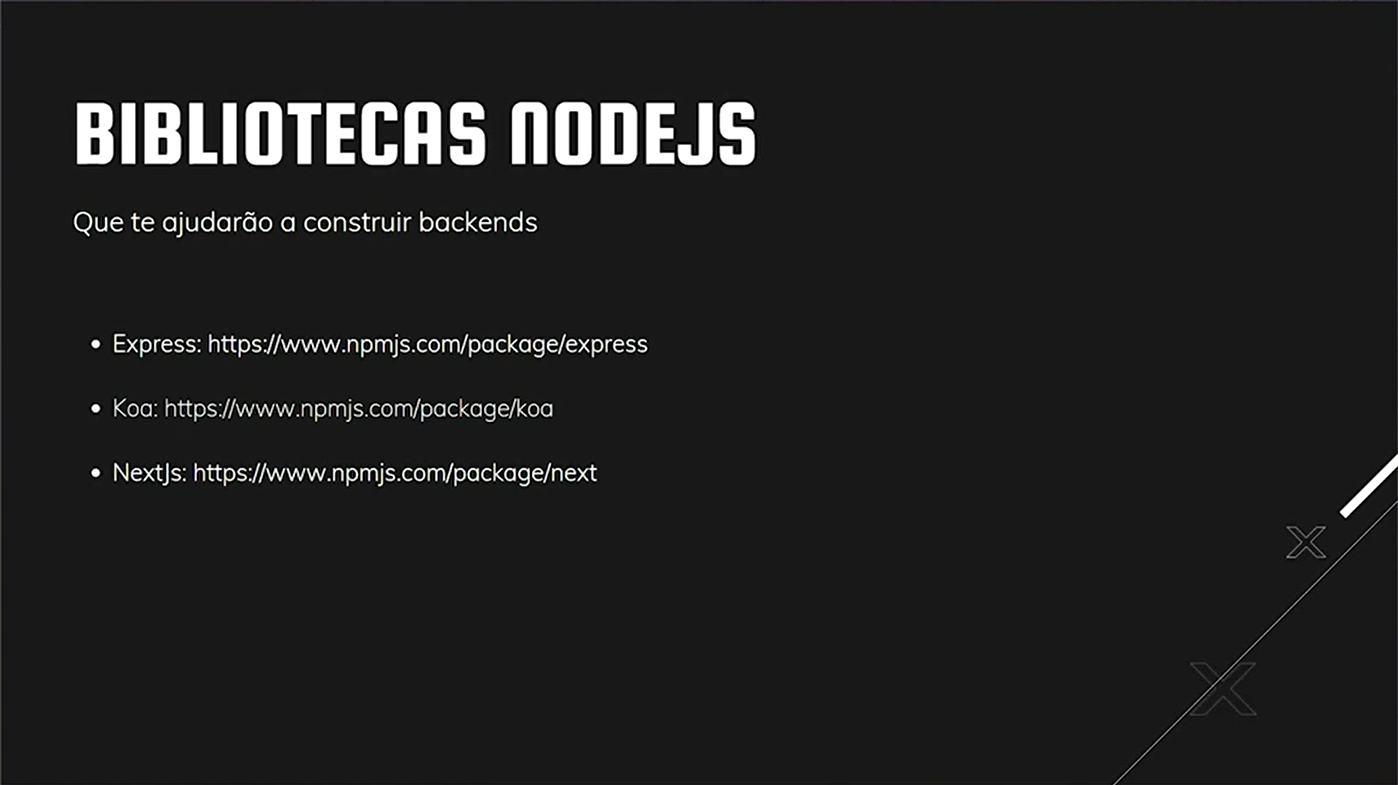 BIBLIOTECAS NODEJS
Que te ajudarão a construir backends
• Express: https://www.npmjs.com/package/express
• Koa: https://www.npmjs.com/package/koa
• NextJs: https://www.npmjs.com/package/next